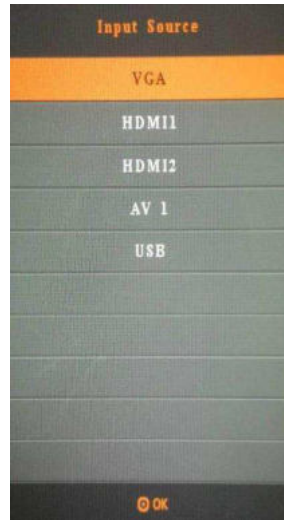 Input Source
VGA
HDMI1
HDMI2
AV 1
USB
OK